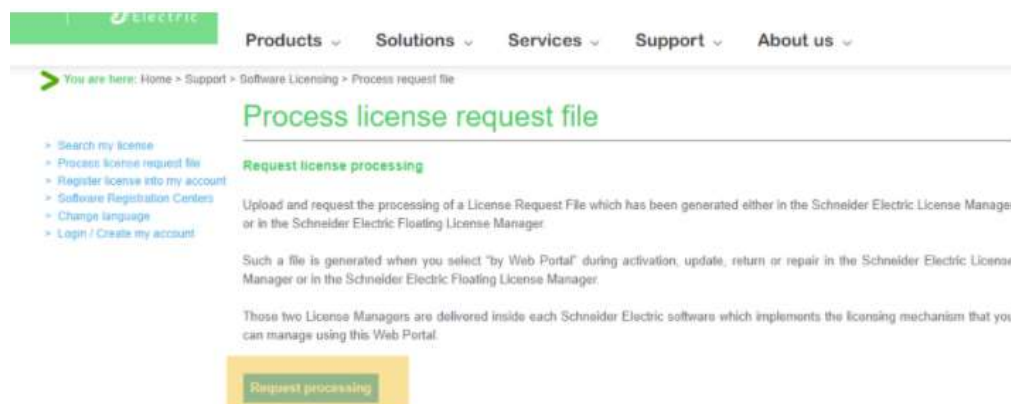 Electric
Products
Solutions
Services
Support
About us
You are here: Home > Support > Software Licensing > Process request file
Process license request file
> Search my license
> Process license request file
> Register license into my account
> Software Registration Centers
> Change language
> Login / Create my account
Request license processing
Upload and request the processing of a License Request File which has been generated either in the Schneider Electric License Manager
or in the Schneider Electric Floating License Manager
Such a file is generated when you select "by Web Portal" during activation, update, return or repair in the Schneider Electric License
Manager or in the Schneider Electric Floating License Manager.
Those two License Managers are delivered inside each Schneider Electric software which implements the licensing mechanism that you
can manage using this Web Portal.
Request processing